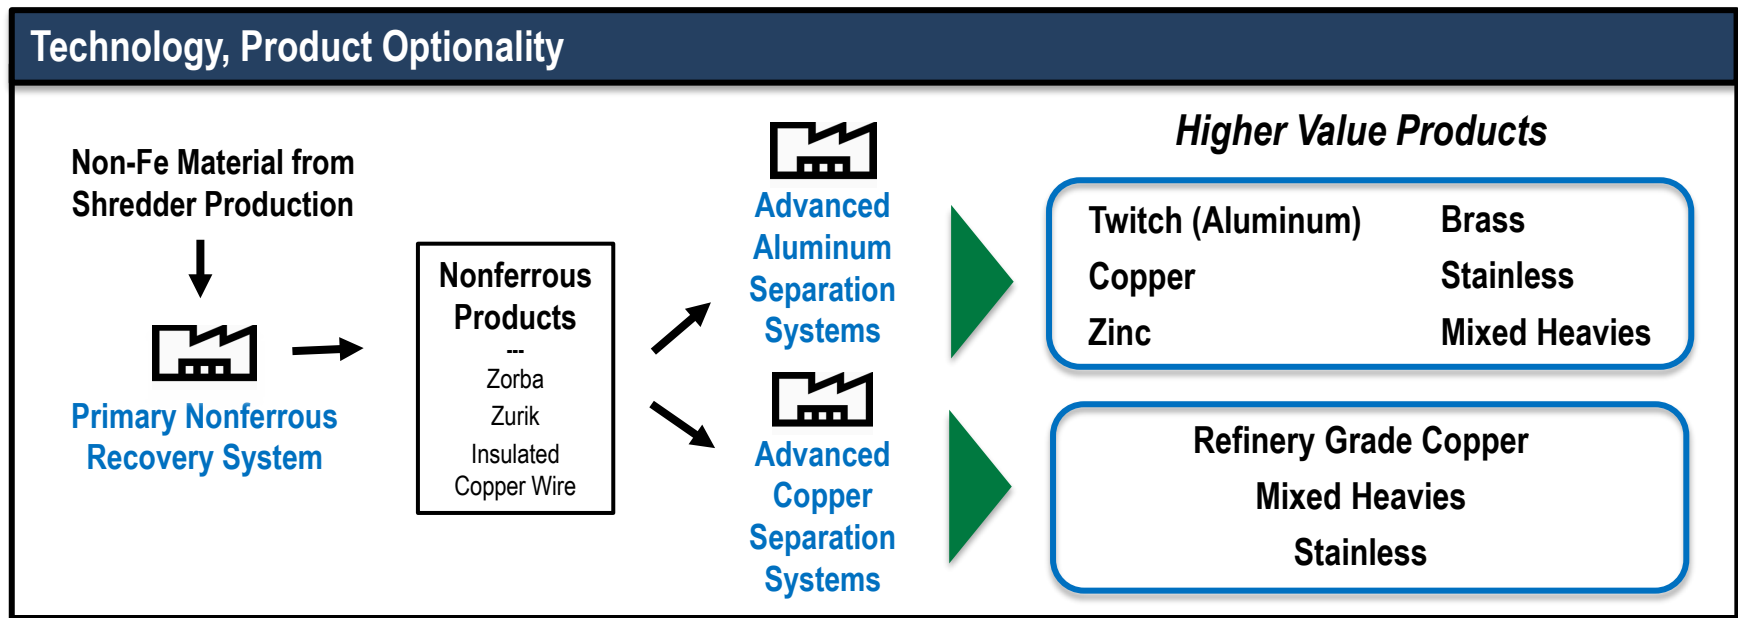 Technology, Product Optionality
Non-Fe Material from
Shredder Production
Primary Nonferrous
Recovery System
Nonferrous
Products
---
Zorba
Zurik
Insulated
Copper Wire
Advanced
Aluminum
Separation
Systems
Advanced
Copper
Separation
Systems
Higher Value Products
Twitch (Aluminum)
Copper
Zinc
Brass
Stainless
Mixed Heavies
Refinery Grade Copper
Mixed Heavies
Stainless